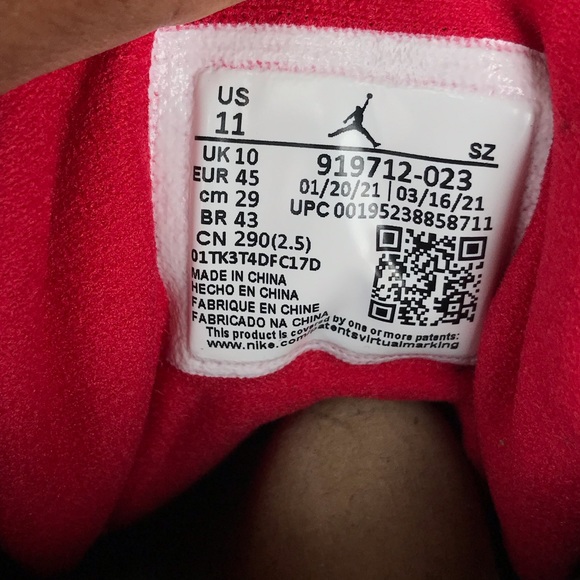 US
11
SZ
UK 10
919712-023
EUR 45
01/20/21 | 03/16/21
cm 29
UPC 00195238858711
BR 43
CN 290(2.5)
01TK3T4DFC17D
MADE IN CHINA
HECHO EN CHINA
FABRIQUE EN CHINE
FABRICADO NA CHINA
This product is covered by one or more patents:
www.nike.com/patentsvirtualmarking